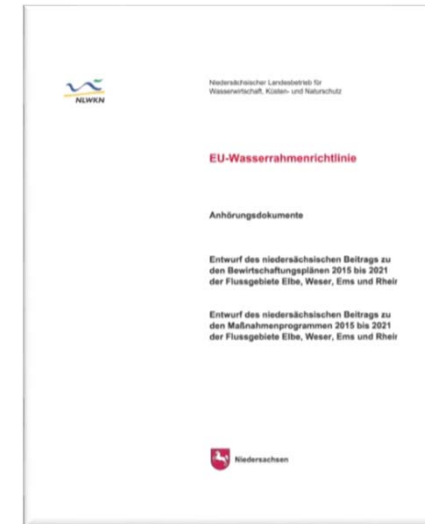 NLWKN
Niedersächsischer Landesbetrieb für
Wasserwirtschaft, Küsten- und Naturschutz
EU-Wasserrahmenrichtlinie
Anhörungsdokumente
Entwurf des niedersächsischen Beitrags zu
den Bewirtschaftungsplänen 2015 bis 2021
der Flussgebiete Elbe, Weser, Ems und Rhein
Entwurf des niedersächsischen Beitrags zu
den Maßnahmenprogrammen 2015 bis 2021
der Flussgebiete Elbe, Weser, Ems und Rhein
Niedersachsen